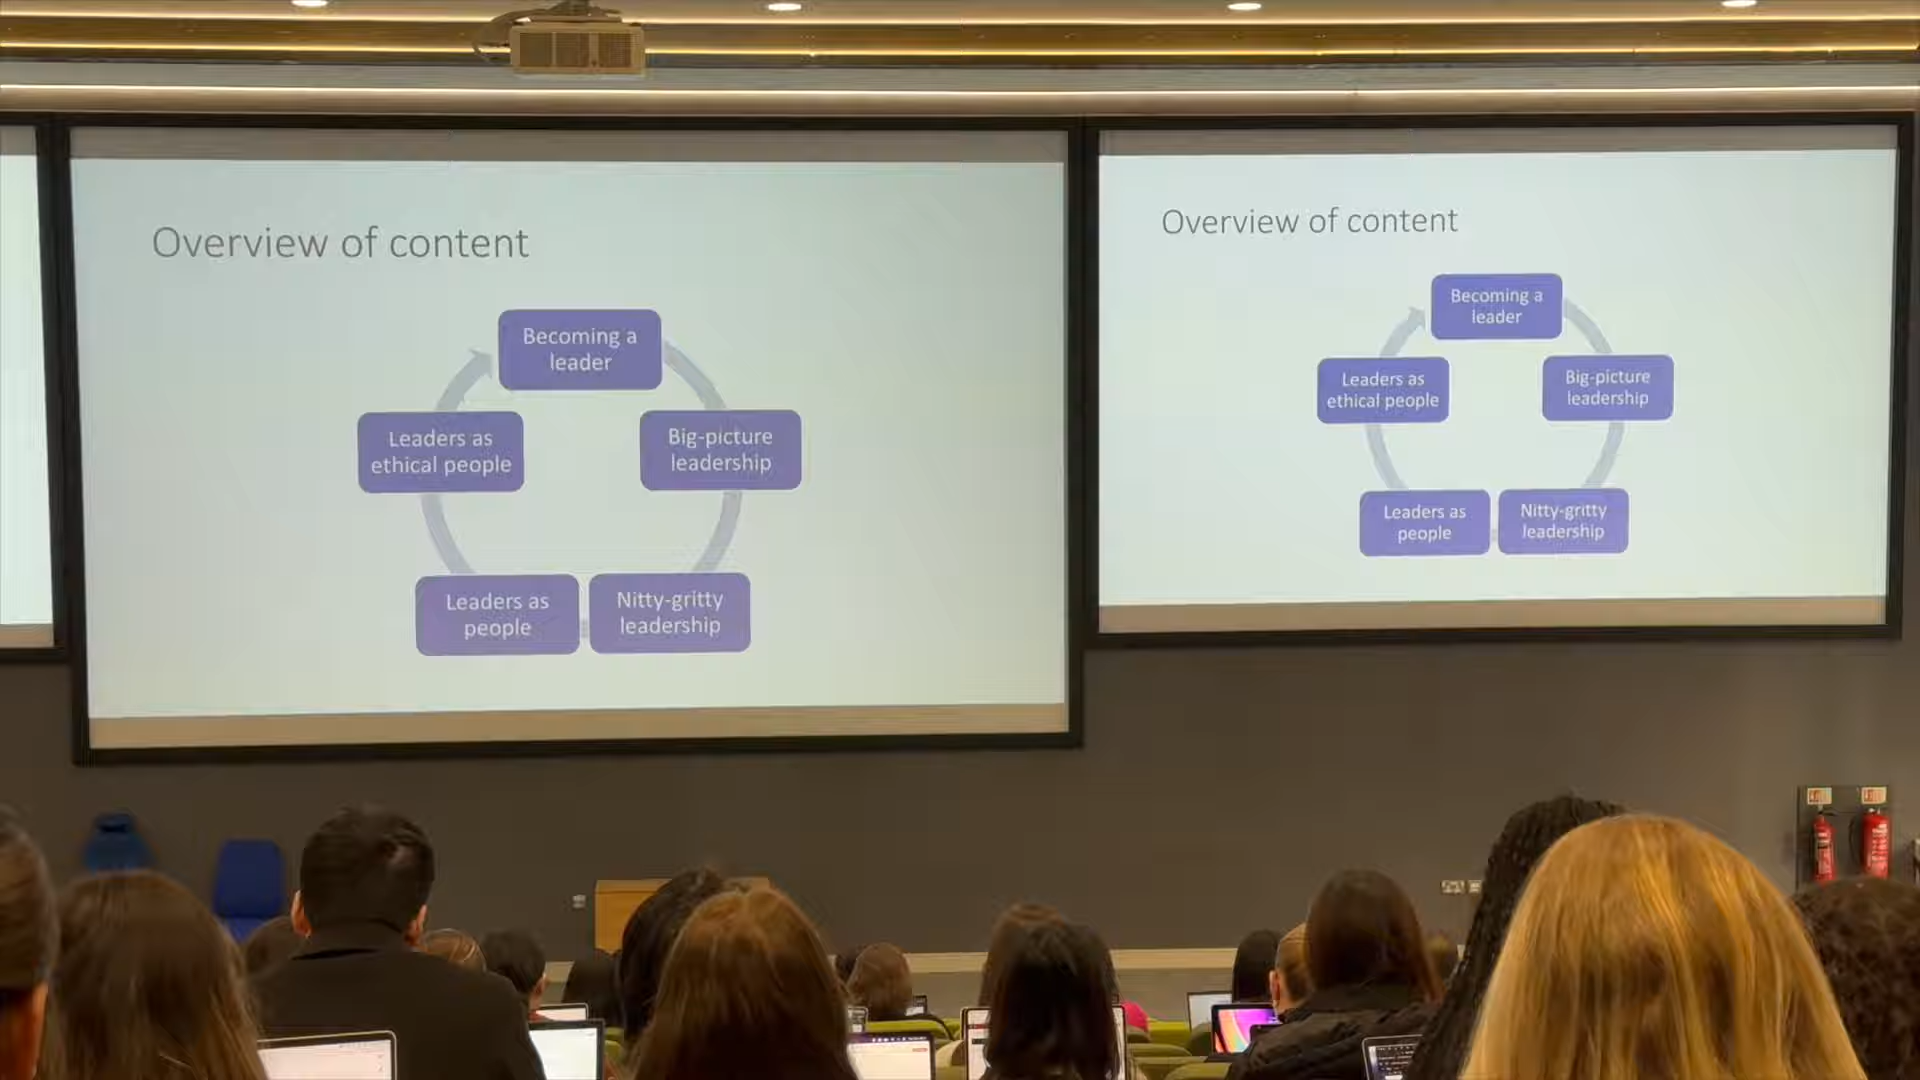 Overview of content
Becoming a
leader
Big-picture
leadership
Nitty-gritty
leadership
Leaders as
people
Leaders as
ethical people
Overview of content
Becoming a
leader
Big-picture
leadership
Nitty-gritty
leadership
Leaders as
people
Leaders as
ethical people